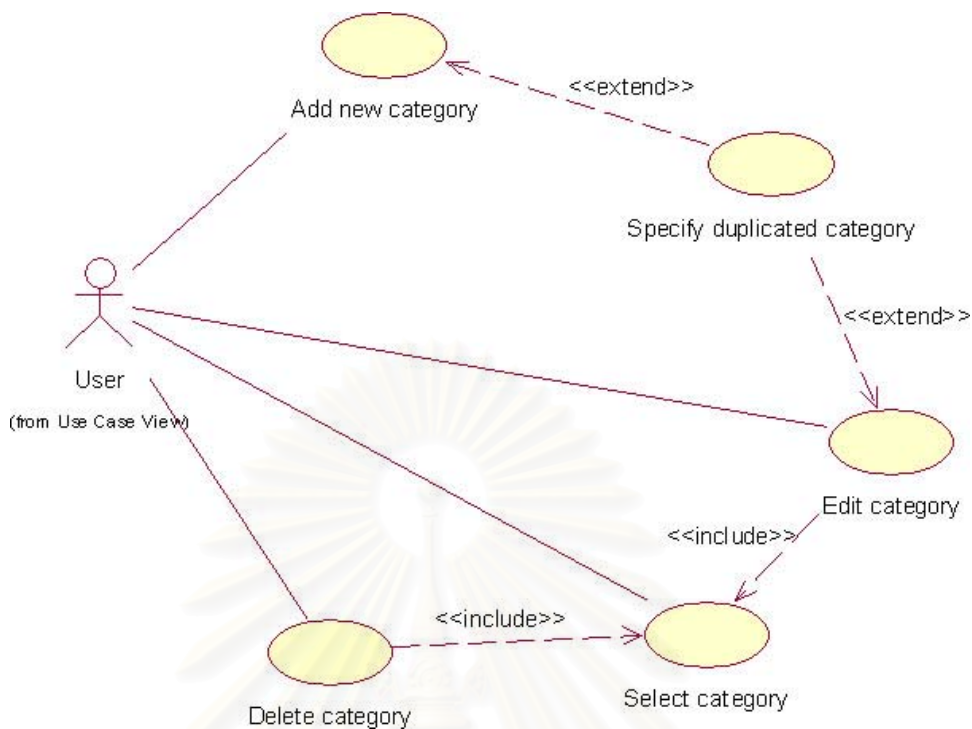 <<extend>>
Add new category
Specify duplicated category
<<extend>>
User
(from Use Case View)
Edit category
<<include>>
<<include>>
Select category
Delete category